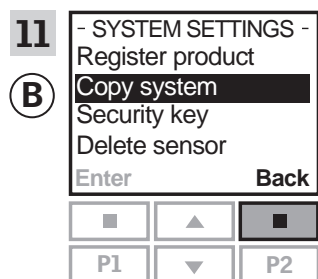 11
B
- SYSTEM SETTINGS -
Register product
Copy system
Security key
Delete sensor
Enter Back
P1 P2